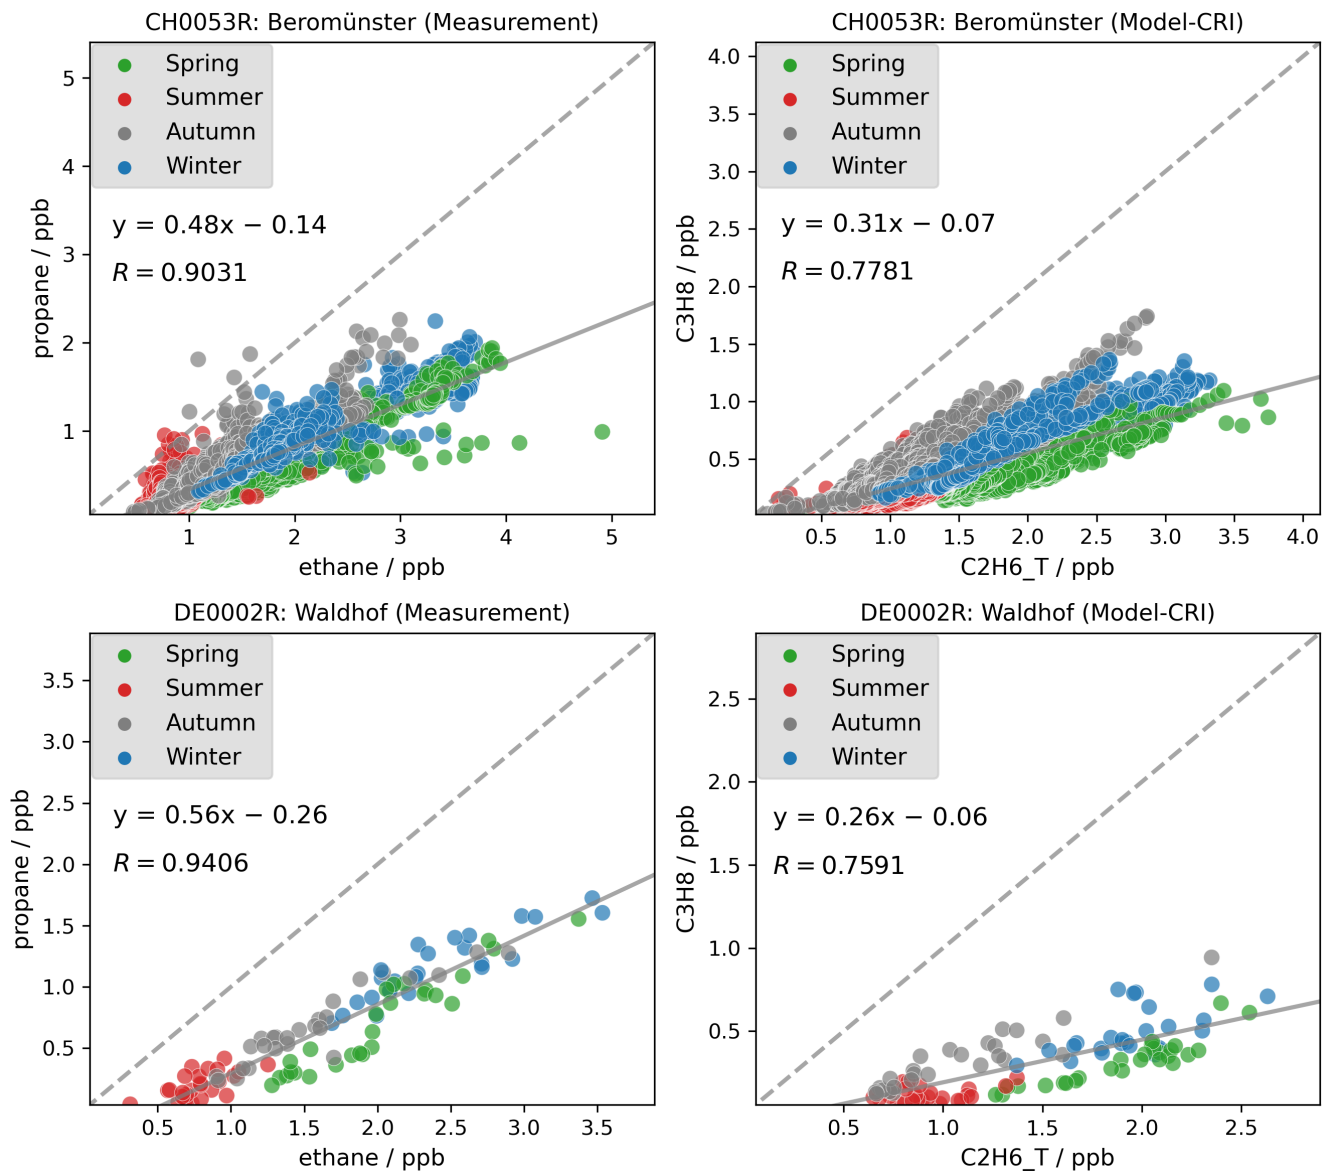 CH0053R: Beromünster (Measurement)
Spring
Summer
Autumn
Winter
y = 0.48x − 0.14
R = 0.9031
propane / ppb
5
4
3
2
1
1 2 3 4 5
ethane / ppb
CH0053R: Beromünster (Model-CRI)
Spring
Summer
Autumn
Winter
y = 0.31x − 0.07
R = 0.7781
C3H8 / ppb
4.0
3.5
3.0
2.5
2.0
1.5
1.0
0.5
0.5 1.0 1.5 2.0 2.5 3.0 3.5 4.0
C2H6_T / ppb
DE0002R: Waldhof (Measurement)
Spring
Summer
Autumn
Winter
y = 0.56x − 0.26
R = 0.9406
propane / ppb
3.5
3.0
2.5
2.0
1.5
1.0
0.5
0.5 1.0 1.5 2.0 2.5 3.0 3.5
ethane / ppb
DE0002R: Waldhof (Model-CRI)
Spring
Summer
Autumn
Winter
y = 0.26x − 0.06
R = 0.7591
C3H8 / ppb
2.5
2.0
1.5
1.0
0.5
0.5 1.0 1.5 2.0 2.5
C2H6_T / ppb